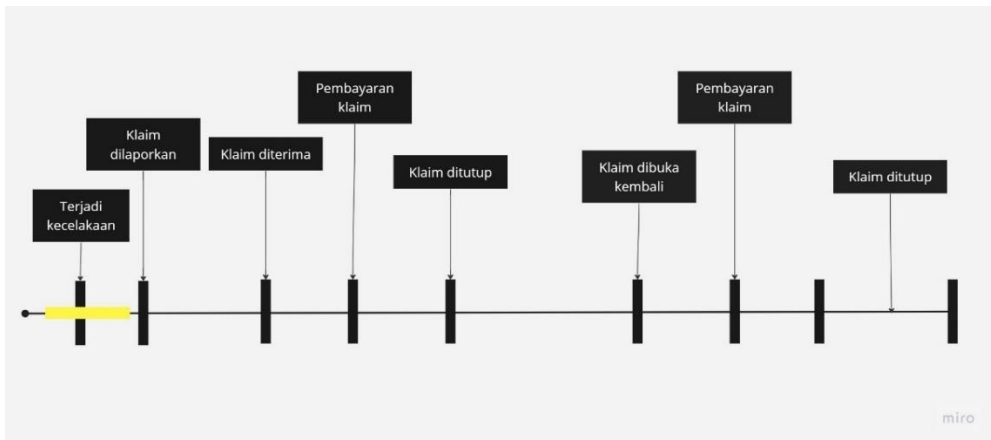 Terjadi
kecelakaan
Klaim
dilaporkan
Klaim diterima
Pembayaran
klaim
Klaim ditutup
Klaim dibuka
kembali
Pembayaran
klaim
Klaim ditutup
miro